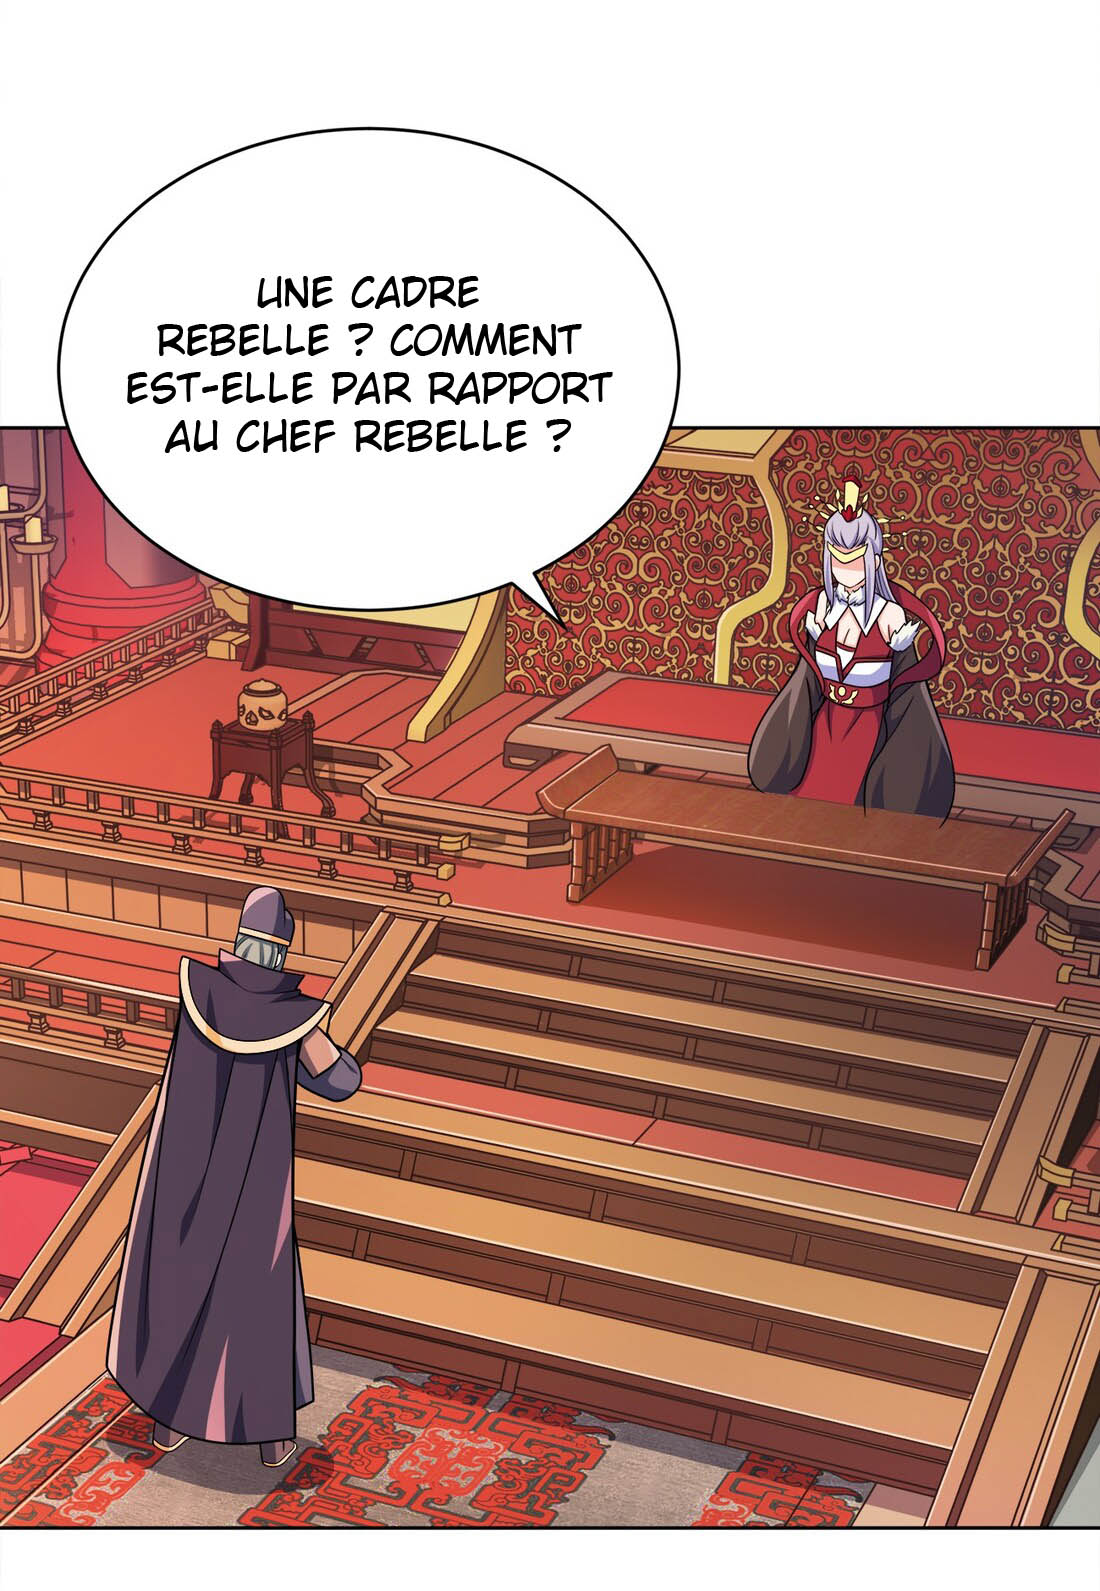 UNE CADRE
REBELLE ? COMMENT
EST-ELLE PAR RAPPORT
AU CHEF REBELLE ?